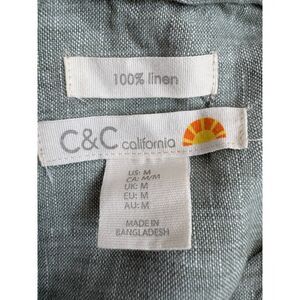 100% linen
C&C california
US: M
CA: M/M
UK: M
EU: M
AU: M
MADE IN
BANGLADESH